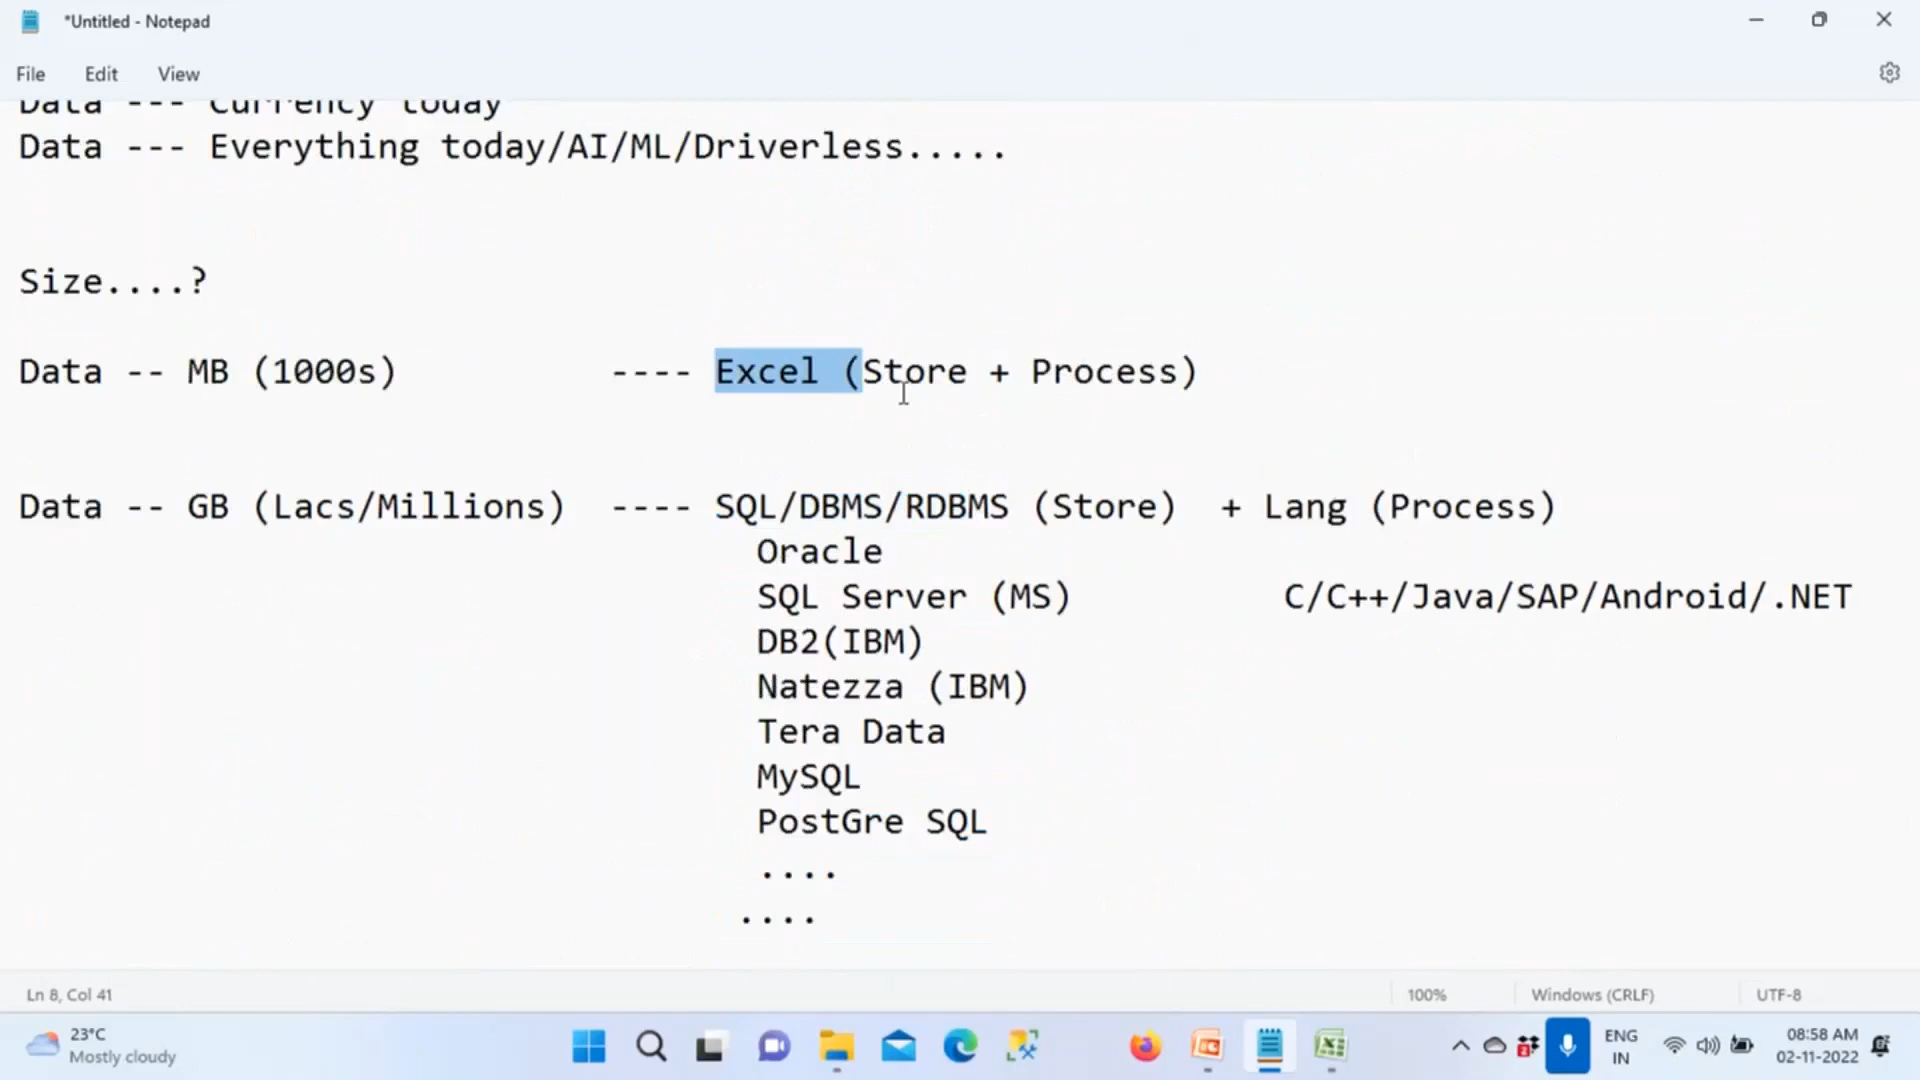 *Untitled - Notepad
File Edit View
Data --- Currency today
Data --- Everything today/AI/ML/Driverless.....
Size....?
Data -- MB (1000s) ---- Excel (Store + Process)
Data -- GB (Lacs/Millions) ---- SQL/DBMS/RDBMS (Store) + Lang (Process)
Oracle
SQL Server (MS) C/C++/Java/SAP/Android/.NET
DB2(IBM)
Natezza (IBM)
Tera Data
MySQL
PostGre SQL
....
....
Ln 8, Col 41 100% Windows (CRLF) UTF-8
23°C
Mostly cloudy
ENG
IN
08:58 AM
02-11-2022